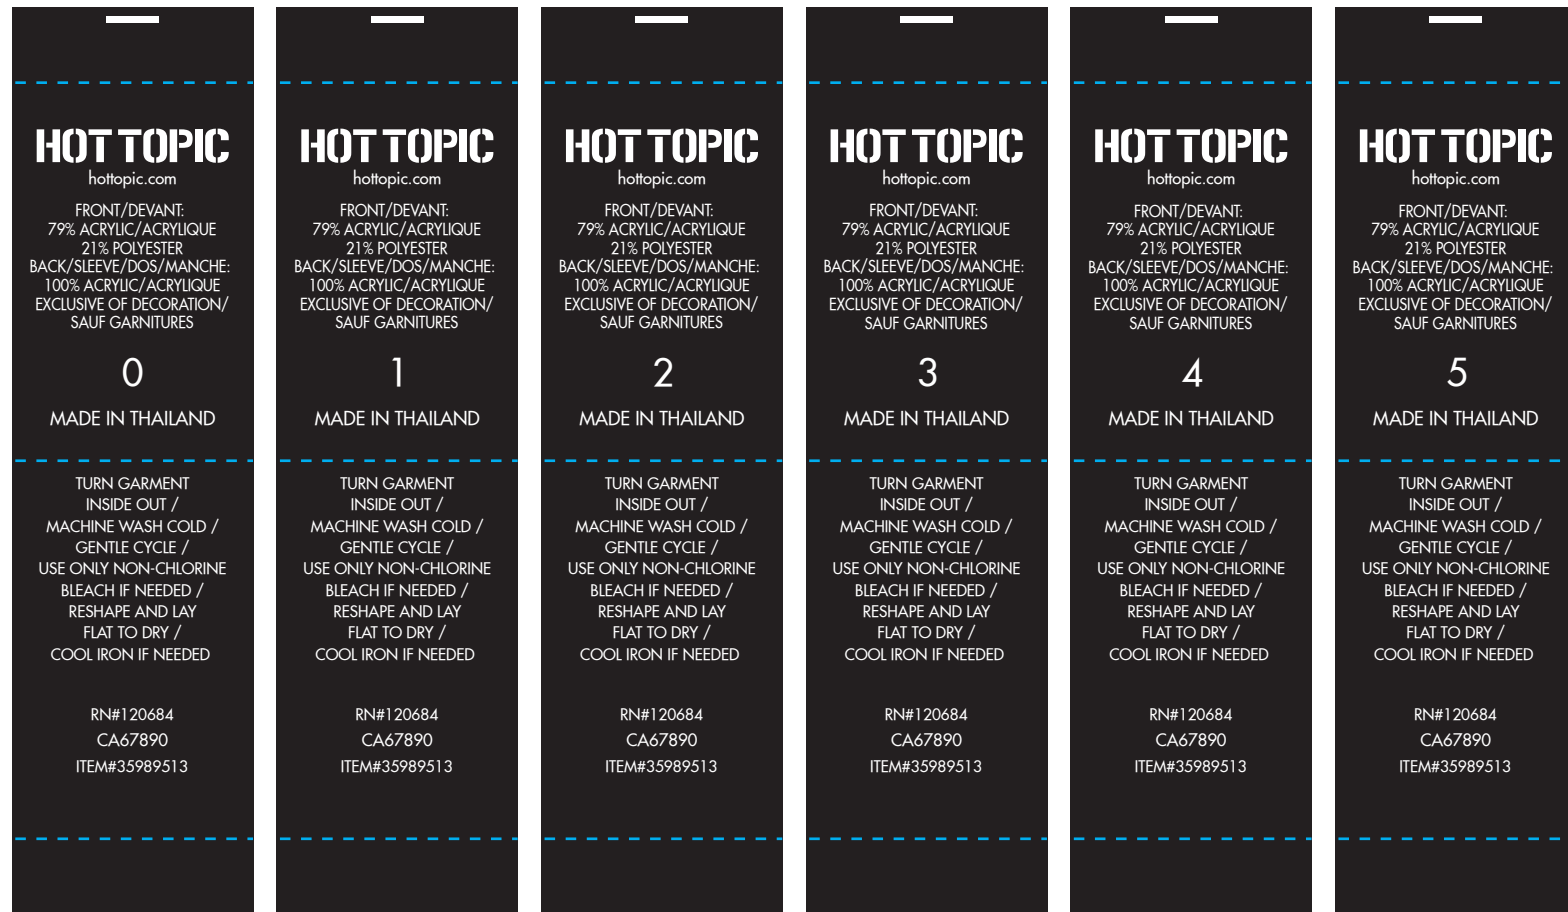 HOT TOPIC
hottopic.com
FRONT/DEVANT:
79% ACRYLIC/ACRYLIQUE
21% POLYESTER
BACK/SLEEVE/DOS/MANCHE:
100% ACRYLIC/ACRYLIQUE
EXCLUSIVE OF DECORATION/
SAUF GARNITURES
0
MADE IN THAILAND
TURN GARMENT
INSIDE OUT /
MACHINE WASH COLD /
GENTLE CYCLE /
USE ONLY NON-CHLORINE
BLEACH IF NEEDED /
RESHAPE AND LAY
FLAT TO DRY /
COOL IRON IF NEEDED
RN#120684
CA67890
ITEM#35989513
HOT TOPIC
hottopic.com
FRONT/DEVANT:
79% ACRYLIC/ACRYLIQUE
21% POLYESTER
BACK/SLEEVE/DOS/MANCHE:
100% ACRYLIC/ACRYLIQUE
EXCLUSIVE OF DECORATION/
SAUF GARNITURES
1
MADE IN THAILAND
TURN GARMENT
INSIDE OUT /
MACHINE WASH COLD /
GENTLE CYCLE /
USE ONLY NON-CHLORINE
BLEACH IF NEEDED /
RESHAPE AND LAY
FLAT TO DRY /
COOL IRON IF NEEDED
RN#120684
CA67890
ITEM#35989513
HOT TOPIC
hottopic.com
FRONT/DEVANT:
79% ACRYLIC/ACRYLIQUE
21% POLYESTER
BACK/SLEEVE/DOS/MANCHE:
100% ACRYLIC/ACRYLIQUE
EXCLUSIVE OF DECORATION/
SAUF GARNITURES
2
MADE IN THAILAND
TURN GARMENT
INSIDE OUT /
MACHINE WASH COLD /
GENTLE CYCLE /
USE ONLY NON-CHLORINE
BLEACH IF NEEDED /
RESHAPE AND LAY
FLAT TO DRY /
COOL IRON IF NEEDED
RN#120684
CA67890
ITEM#35989513
HOT TOPIC
hottopic.com
FRONT/DEVANT:
79% ACRYLIC/ACRYLIQUE
21% POLYESTER
BACK/SLEEVE/DOS/MANCHE:
100% ACRYLIC/ACRYLIQUE
EXCLUSIVE OF DECORATION/
SAUF GARNITURES
3
MADE IN THAILAND
TURN GARMENT
INSIDE OUT /
MACHINE WASH COLD /
GENTLE CYCLE /
USE ONLY NON-CHLORINE
BLEACH IF NEEDED /
RESHAPE AND LAY
FLAT TO DRY /
COOL IRON IF NEEDED
RN#120684
CA67890
ITEM#35989513
HOT TOPIC
hottopic.com
FRONT/DEVANT:
79% ACRYLIC/ACRYLIQUE
21% POLYESTER
BACK/SLEEVE/DOS/MANCHE:
100% ACRYLIC/ACRYLIQUE
EXCLUSIVE OF DECORATION/
SAUF GARNITURES
4
MADE IN THAILAND
TURN GARMENT
INSIDE OUT /
MACHINE WASH COLD /
GENTLE CYCLE /
USE ONLY NON-CHLORINE
BLEACH IF NEEDED /
RESHAPE AND LAY
FLAT TO DRY /
COOL IRON IF NEEDED
RN#120684
CA67890
ITEM#35989513
HOT TOPIC
hottopic.com
FRONT/DEVANT:
79% ACRYLIC/ACRYLIQUE
21% POLYESTER
BACK/SLEEVE/DOS/MANCHE:
100% ACRYLIC/ACRYLIQUE
EXCLUSIVE OF DECORATION/
SAUF GARNITURES
5
MADE IN THAILAND
TURN GARMENT
INSIDE OUT /
MACHINE WASH COLD /
GENTLE CYCLE /
USE ONLY NON-CHLORINE
BLEACH IF NEEDED /
RESHAPE AND LAY
FLAT TO DRY /
COOL IRON IF NEEDED
RN#120684
CA67890
ITEM#35989513